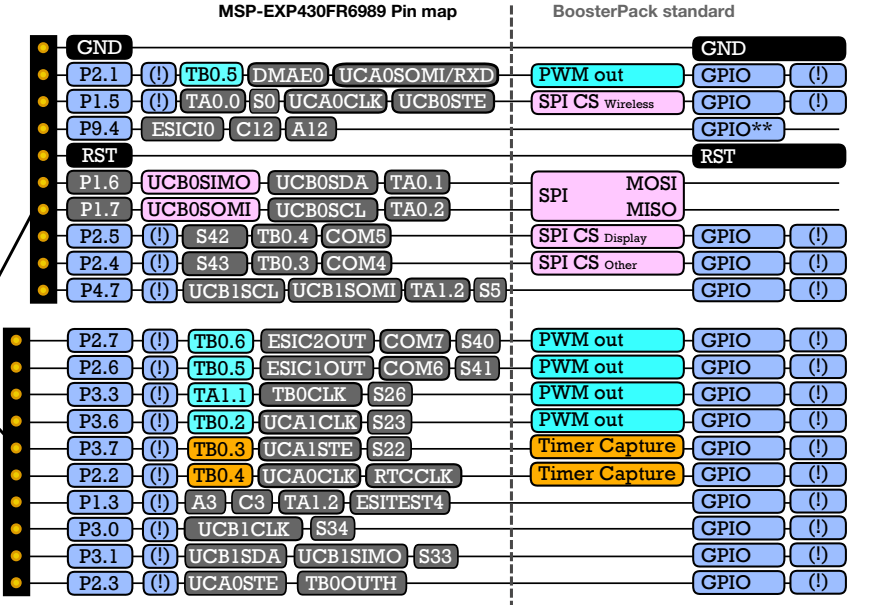 MSP-EXP430FR6989 Pin map BoosterPack standard
GND GND
P2.1 (!) TB0.5 DMAE0 UCA0SOMI/RXD PWM out GPIO (!)
P1.5 (!) TA0.0 S0 UCA0CLK UCB0STE SPI CS Wireless GPIO (!)
P9.4 ESICI0 C12 A12 GPIO**
RST RST
P1.6 UCB0SIMO UCB0SDA TA0.1 SPI MOSI
P1.7 UCB0SOMI UCB0SCL TA0.2 MISO
P2.5 (!) S42 TB0.4 COM5 SPI CS Display GPIO (!)
P2.4 (!) S43 TB0.3 COM4 SPI CS Other GPIO (!)
P4.7 (!) UCB1SCL UCB1SOMI TA1.2 S5 GPIO (!)
P2.7 (!) TB0.6 ESIC2OUT COM7 S40 PWM out GPIO (!)
P2.6 (!) TB0.5 ESIC1OUT COM6 S41 PWM out GPIO (!)
P3.3 (!) TA1.1 TB0CLK S26 PWM out GPIO (!)
P3.6 (!) TB0.2 UCA1CLK S23 PWM out GPIO (!)
P3.7 (!) TB0.3 UCA1STE S22 Timer Capture GPIO (!)
P2.2 (!) TB0.4 UCA0CLK RTCCLK Timer Capture GPIO (!)
P1.3 (!) A3 C3 TA1.2 ESITEST4 GPIO (!)
P3.0 (!) UCB1CLK S34 GPIO (!)
P3.1 (!) UCB1SDA UCB1SIMO S33 GPIO (!)
P2.3 (!) UCA0STE TB0OUTH GPIO (!)